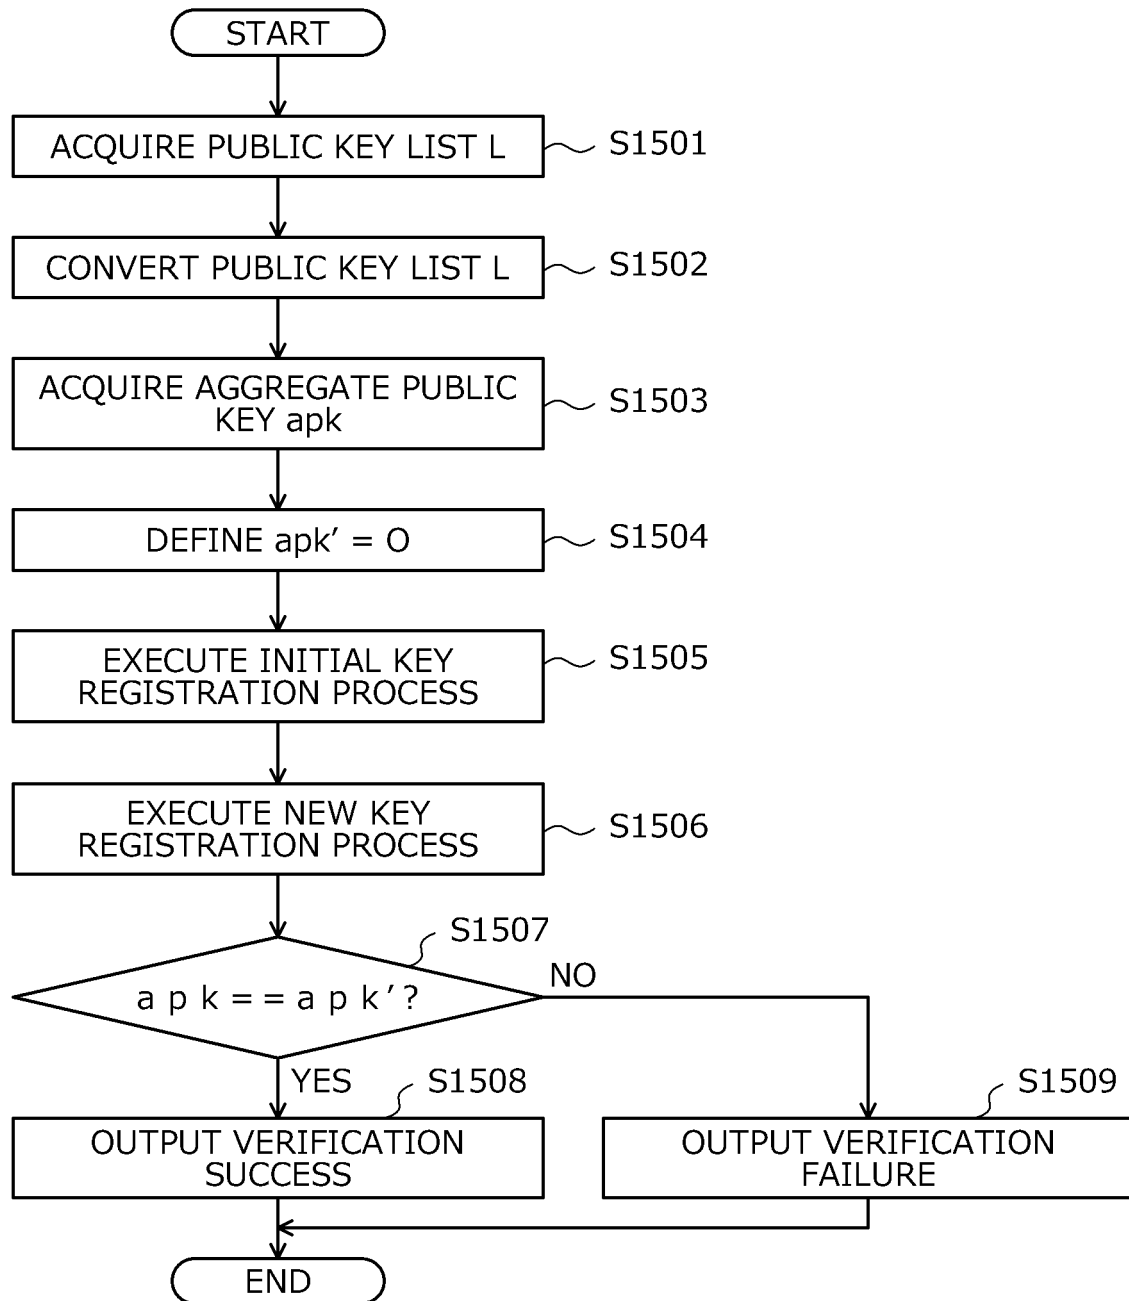 START
ACQUIRE PUBLIC KEY LIST L
S1501
CONVERT PUBLIC KEY LIST L
S1502
ACQUIRE AGGREGATE PUBLIC
KEY apk
S1503
DEFINE apk’ = O
S1504
EXECUTE INITIAL KEY
REGISTRATION PROCESS
S1505
EXECUTE NEW KEY
REGISTRATION PROCESS
S1506
S1507
a p k = = a p k ’ ?
NO
YES
S1508
OUTPUT VERIFICATION
SUCCESS
S1509
OUTPUT VERIFICATION
FAILURE
END